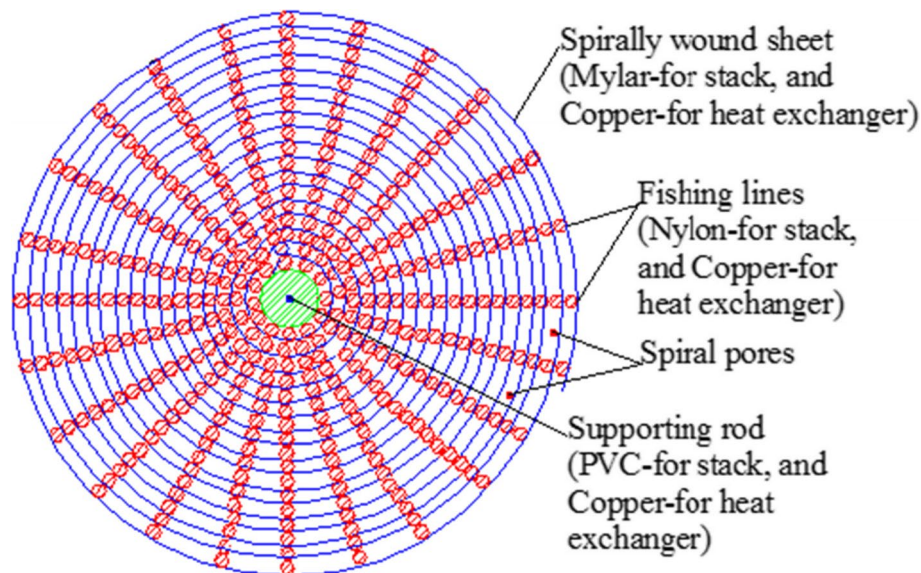 Spirally wound sheet
(Mylar-for stack, and
Copper-for heat exchanger)
Fishing lines
(Nylon-for stack,
and Copper-for
heat exchanger)
Spiral pores
Supporting rod
(PVC-for stack, and
Copper-for heat
exchanger)